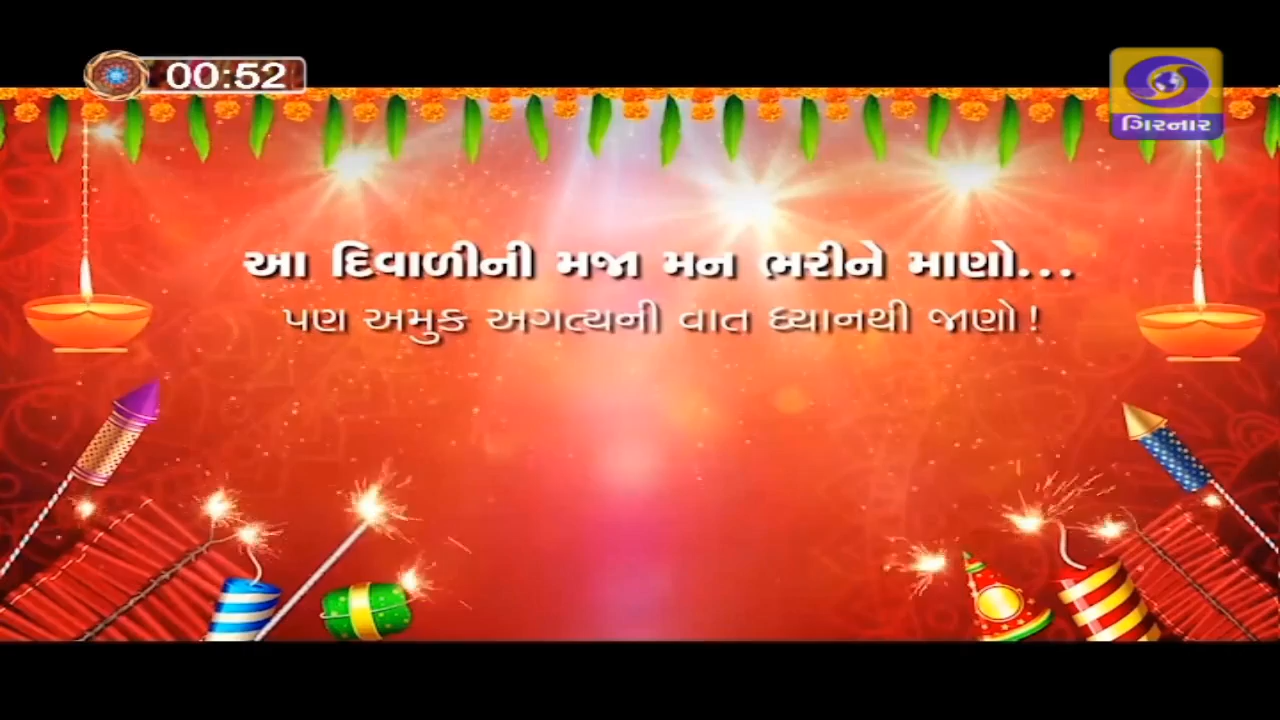 00:52
ગિરનાર
આ દિવાળીની મજા મન ભરીને માણો...
પણ અમુક અગત્યની વાત ધ્યાનથી જાણો!